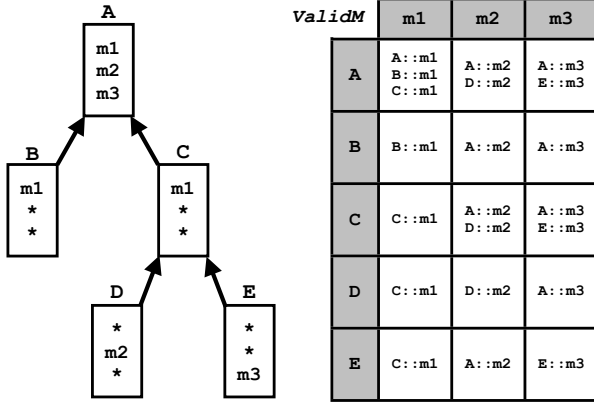 A
m1
m2
m3
B
m1
*
*
C
m1
*
*
D
*
m2
*
E
*
*
m3
ValidM m1 m2 m3
A
A::m1
B::m1
C::m1
A::m2
D::m2
A::m3
E::m3
B B::m1 A::m2 A::m3
C C::m1
A::m2
D::m2
A::m3
E::m3
D C::m1 D::m2 A::m3
E C::m1 A::m2 E::m3